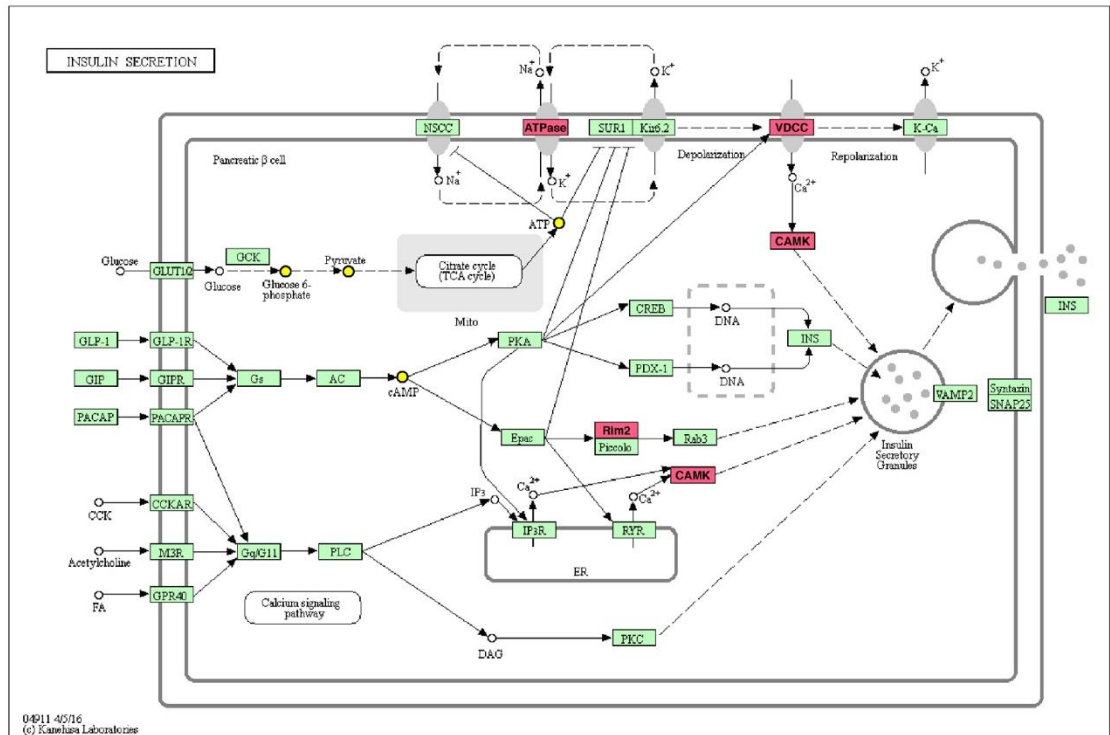 INSULIN SECRETION
Na+
K+
K+
NSCC
ATPase
SUR1
Kir6.2
VDCC
K-Ca
Depolarization
Repolarization
Pancreatic β cell
Na+
K+
Ca2+
ATP
CAMK
Glucose
GLUT1/2
Glucose
GCK
Glucose 6-
phosphate
Pyruvate
Citrate cycle
(TCA cycle)
Mito
INS
CREB
DNA
INS
PKA
PDX-1
DNA
GLP-1
GLP-1R
GIP
GIPR
Gs
AC
cAMP
PACAP
PACAPR
VAMP2
Syntaxin
SNAP25
Epac
Rim2
Piccolo
Rab3
Insulin
Secretory
Granules
CAMK
IP3
Ca2+
Ca2+
CCK
CCKAR
IP3R
RYR
Acetylcholine
M3R
Gq/G11
PLC
ER
FA
GPR40
Calcium signaling
pathway
DAG
PKC
04911 4/5/16
(c) Kanehisa Laboratories